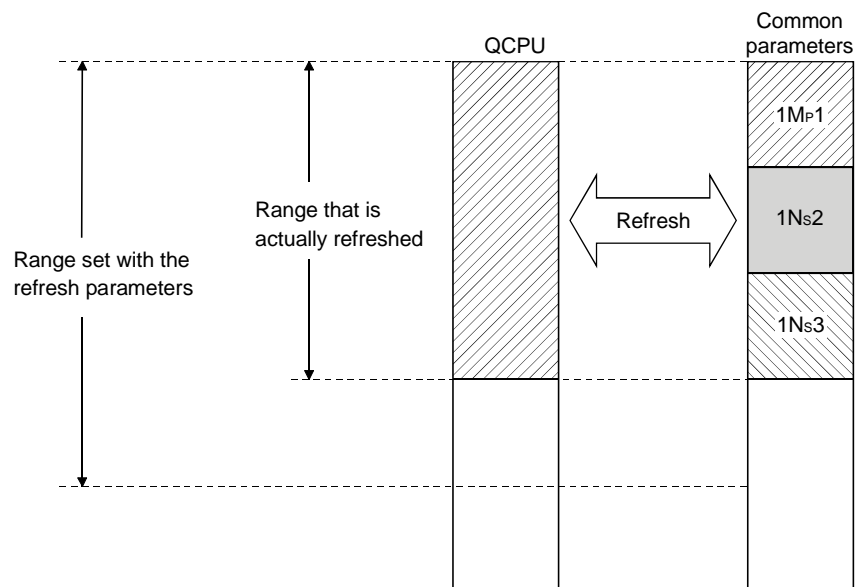 Common
parameters
QCPU
1MP1
Range that is
actually refreshed
Refresh
1NS2
Range set with the
refresh parameters
1NS3